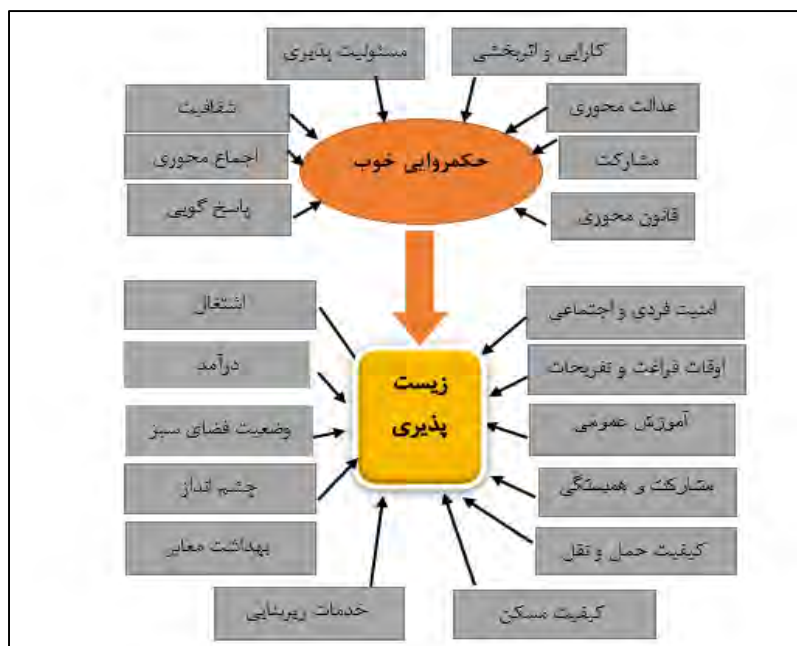 کارایی و اثربخشی
مسئولیت پذیری
عدالت محوری
شفافیت
حکمروایی خوب
مشارکت
اجماع محوری
قانون محوری
پاسخ گویی
امنیت فردی و اجتماعی
اشتغال
اوقات فراغت و تفریحات
درآمد
زیست
پذیری
آموزش عمومی
وضعیت فضای سبز
مشارکت و همبستگی
چشم انداز
کیفیت حمل و نقل
بهداشت معابر
کیفیت مسکن
خدمات زیربنایی